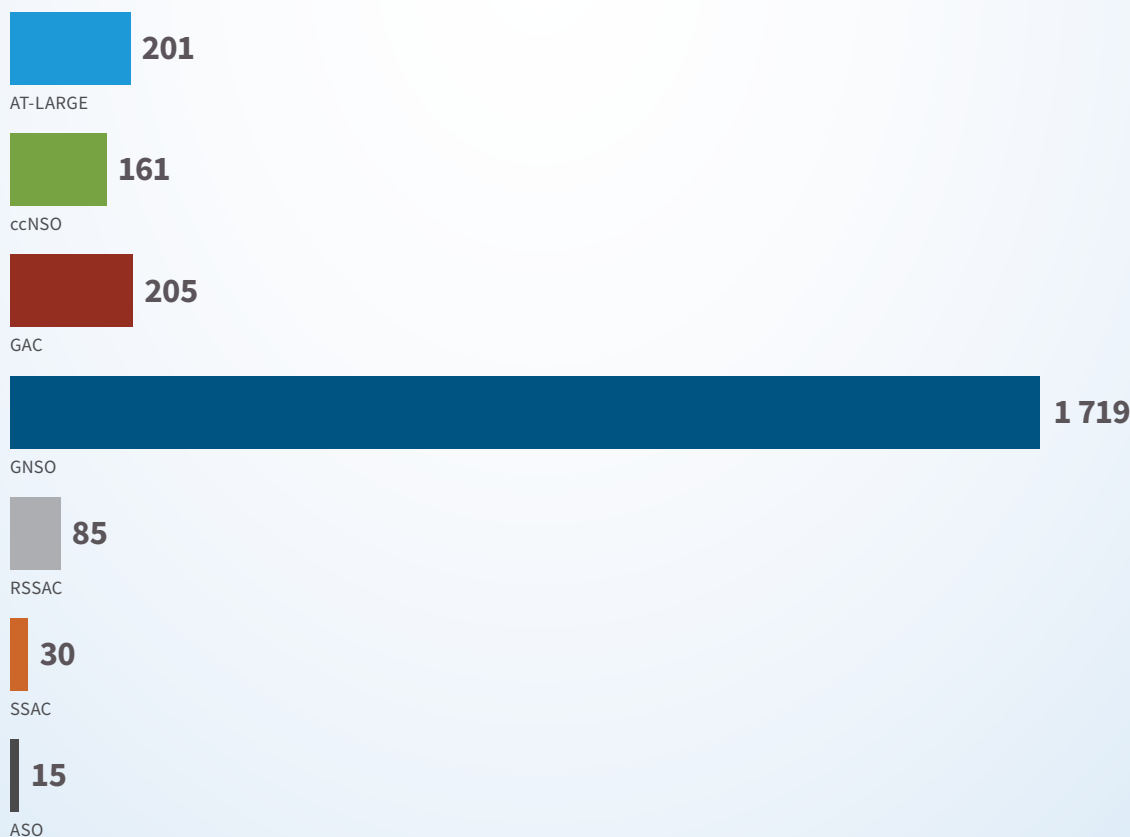 201
AT-LARGE
161
ccNSO
205
GAC
1 719
GNSO
85
RSSAC
30
SSAC
15
ASO